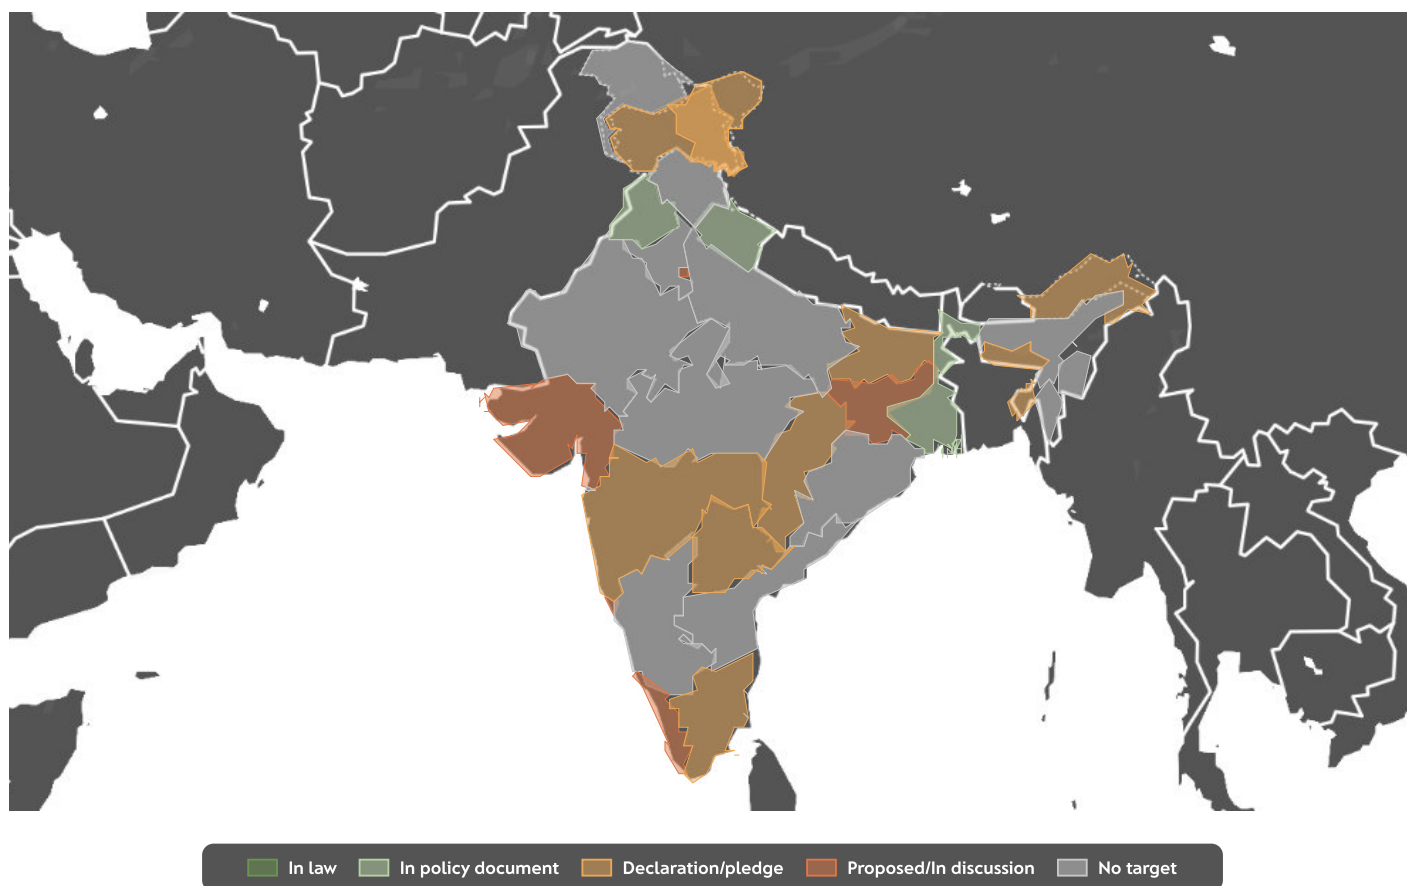 In law In policy document Declaration/pledge Proposed/In discussion No target